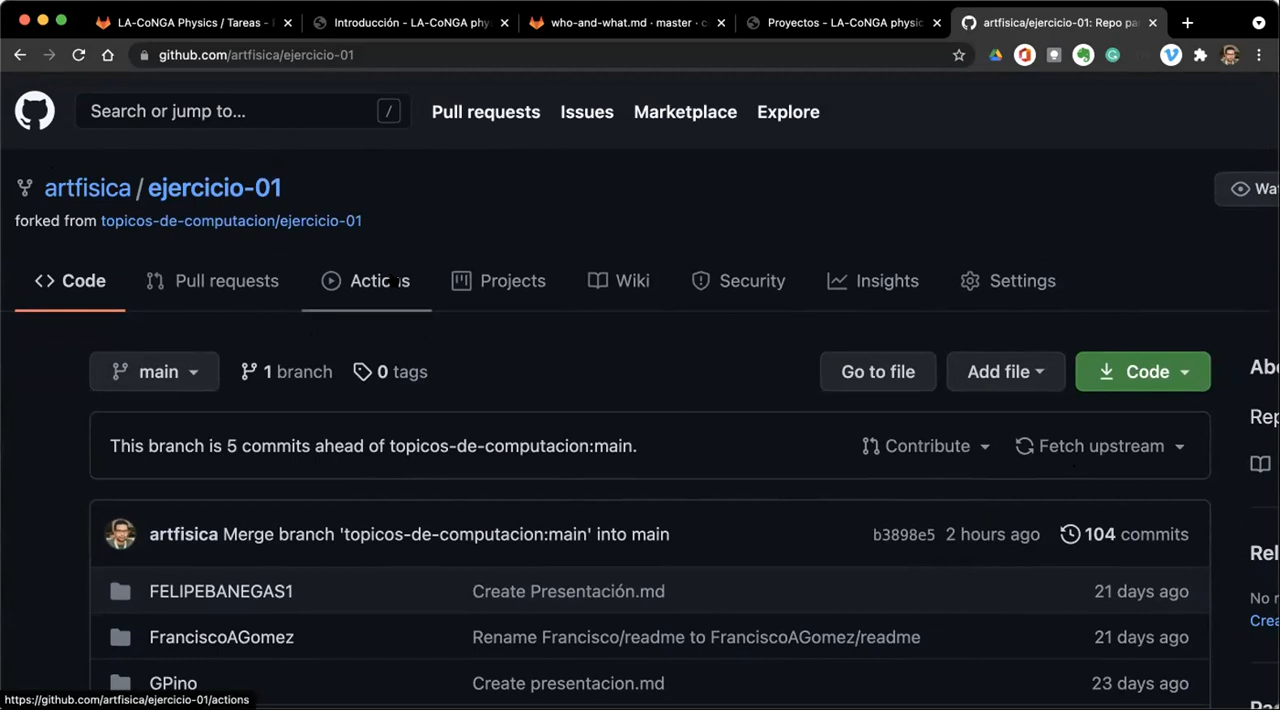 LA-CoNGA Physics / Tareas -
Introducción - LA-CoNGA phy
who-and-what.md · master ·
Proyectos - LA-CoNGA physic
artfisica/ejercicio-01: Repo pa
github.com/artfisica/ejercicio-01
Search or jump to... /
Pull requests Issues Marketplace Explore
artfisica / ejercicio-01
Wa
forked from topicos-de-computacion/ejercicio-01
Code Pull requests Actions Projects Wiki Security Insights Settings
main 1 branch 0 tags Go to file Add file Code
This branch is 5 commits ahead of topicos-de-computacion:main. Contribute Fetch upstream
artfisica Merge branch 'topicos-de-computacion:main' into main b3898e5 2 hours ago 104 commits
FELIPEBANEGAS1 Create Presentación.md 21 days ago
FranciscoAGomez Rename Francisco/readme to FranciscoAGomez/readme 21 days ago
GPino Create presentacion.md 23 days ago
Abo
Rep
Rel
No r
Crea
https://github.com/artfisica/ejercicio-01/actions